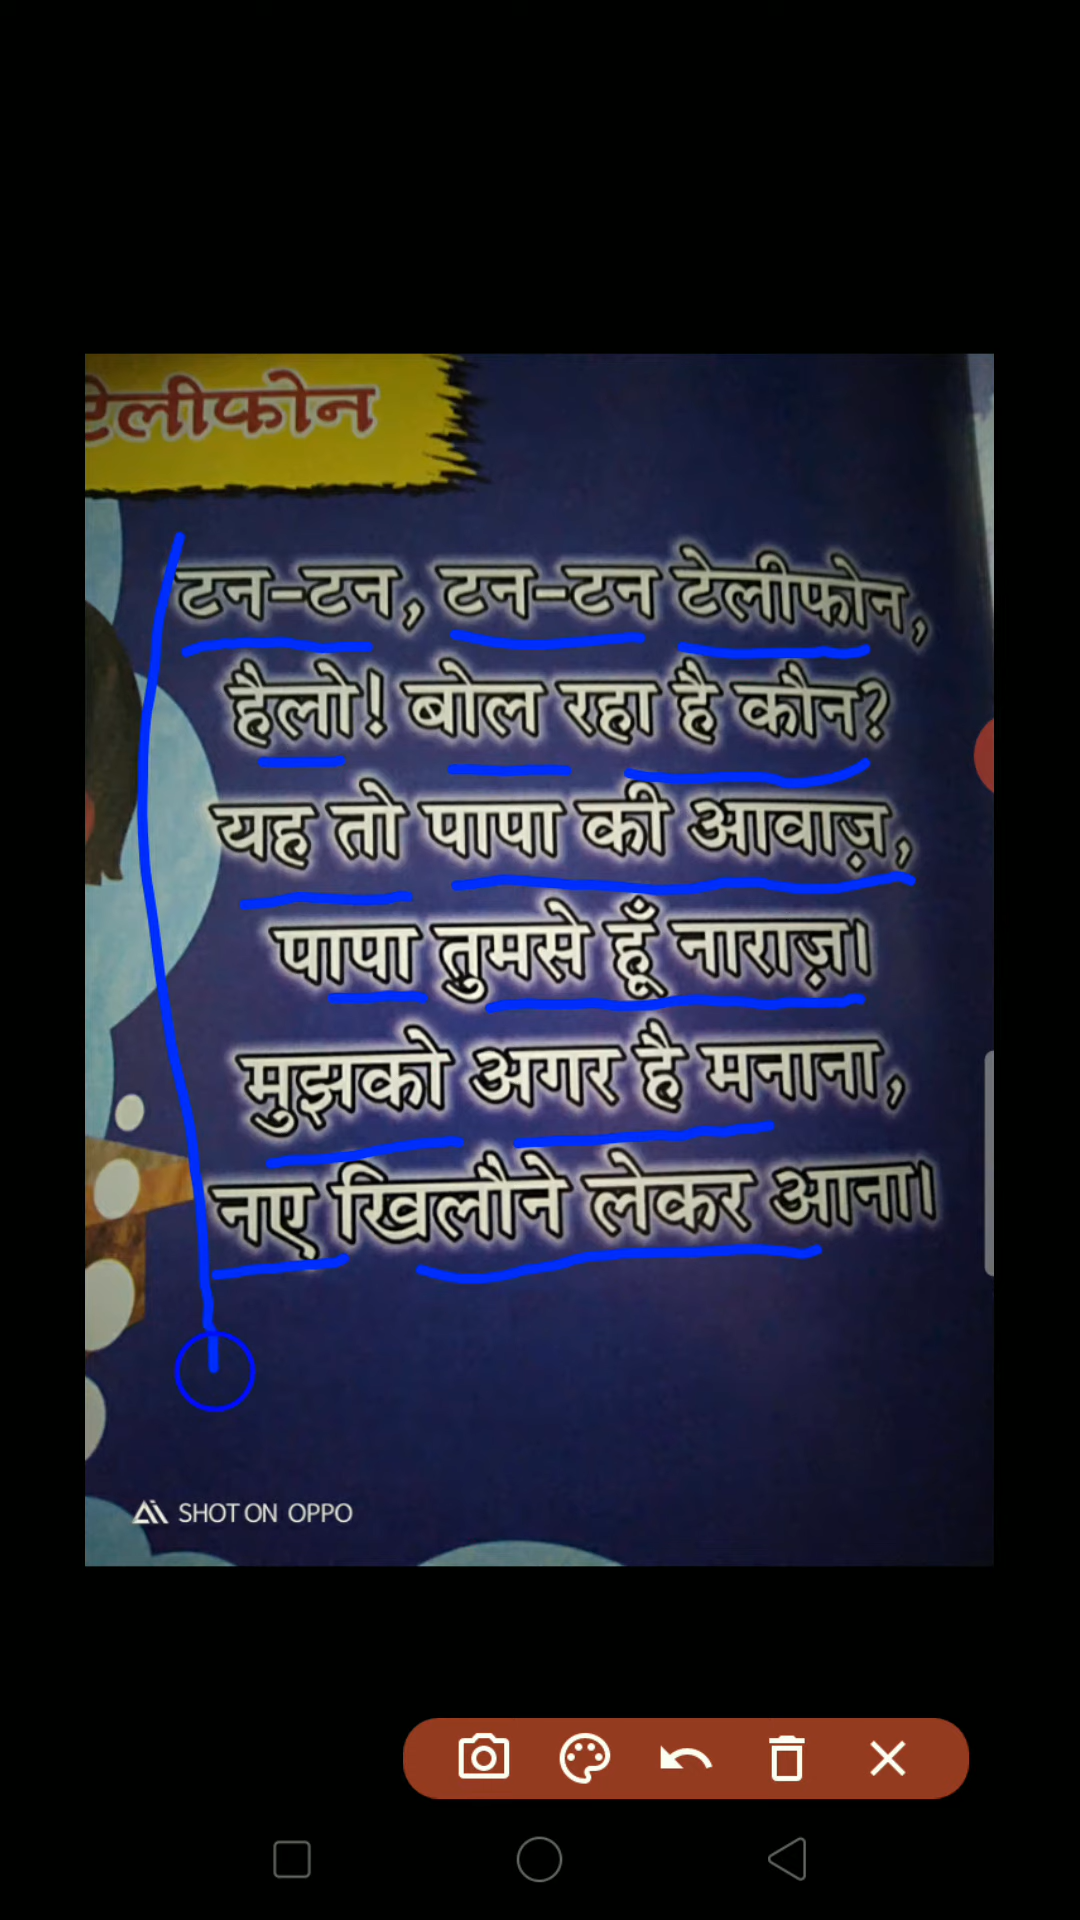 टेलीफोन
टन-टन, टन-टन टेलीफोन,
हैलो! बोल रहा है कौन?
यह तो पापा की आवाज़,
पापा तुमसे हूँ नाराज़।
मुझको अगर है मनाना,
नए खिलौने लेकर आना।
SHOT ON OPPO